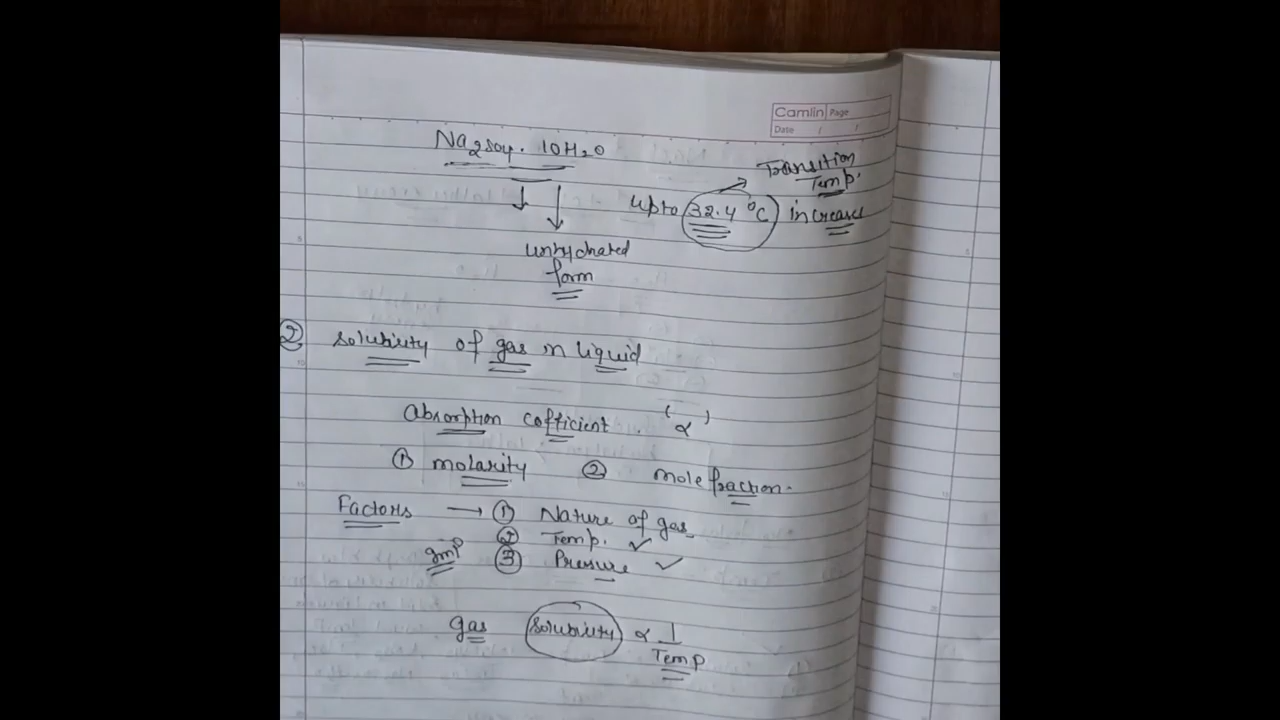 Camlin Page
Date / /
Na2SO4. 10H2O
Transition
Temp.
upto 32.4 °C increases
unhydrated
form
② Solubility of gas in liquid
Absorption cofficient (α)
① molarity ② mole fraction.
Factors → ① Nature of gas
② Temp. ✓
Imp ③ Pressure ✓
gas solubility ∝ 1
Temp